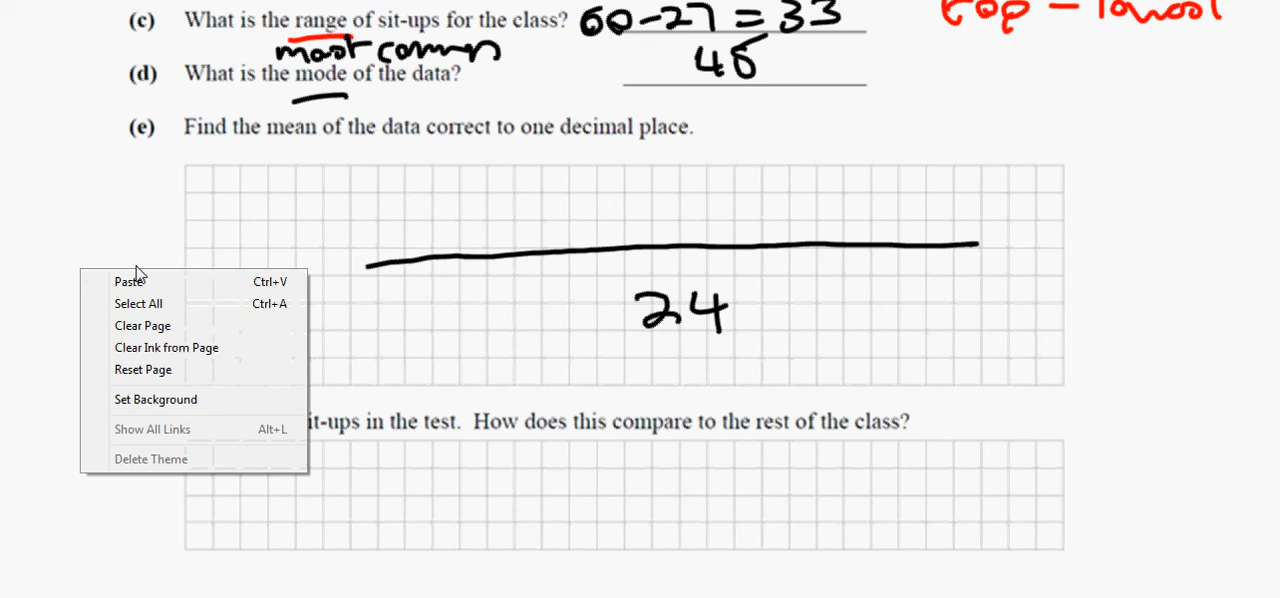 (c) What is the range of sit-ups for the class? 60-27 = 33
top - lowest
most common
(d) What is the mode of the data? 45
(e) Find the mean of the data correct to one decimal place.
24
Paste Ctrl+V
Select All Ctrl+A
Clear Page
Clear Ink from Page
Reset Page
Set Background
Show All Links Alt+L
Delete Theme
it-ups in the test. How does this compare to the rest of the class?